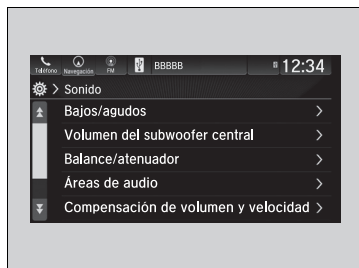 Teléfono Navegación FM BBBBB 12:34
> Sonido
Bajos/agudos >
Volumen del subwoofer central >
Balance/atenuador >
Áreas de audio >
Compensación de volumen y velocidad >